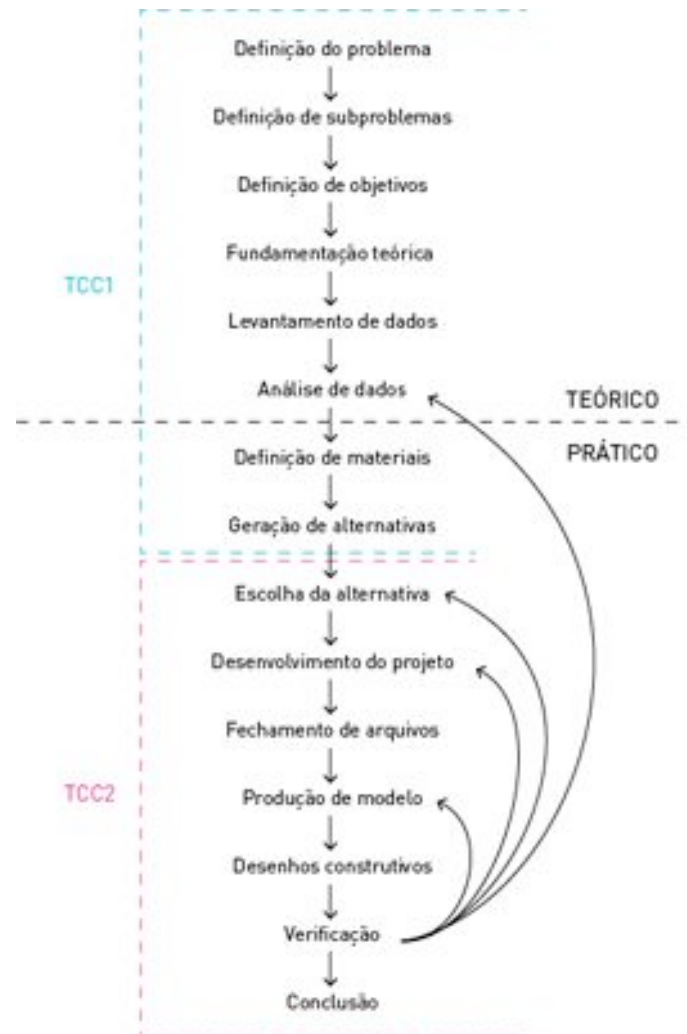 Definição do problema
Definição de subproblemas
Definição de objetivos
Fundamentação teórica
TCC1
Levantamento de dados
Análise de dados
TEÓRICO
PRÁTICO
Definição de materiais
Geração de alternativas
Escolha da alternativa
Desenvolvimento do projeto
Fechamento de arquivos
TCC2
Produção de modelo
Desenhos construtivos
Verificação
Conclusão